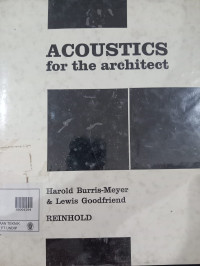 ACOUSTICS
for the architect
Harold Burris-Meyer
& Lewis Goodfriend
REINHOLD